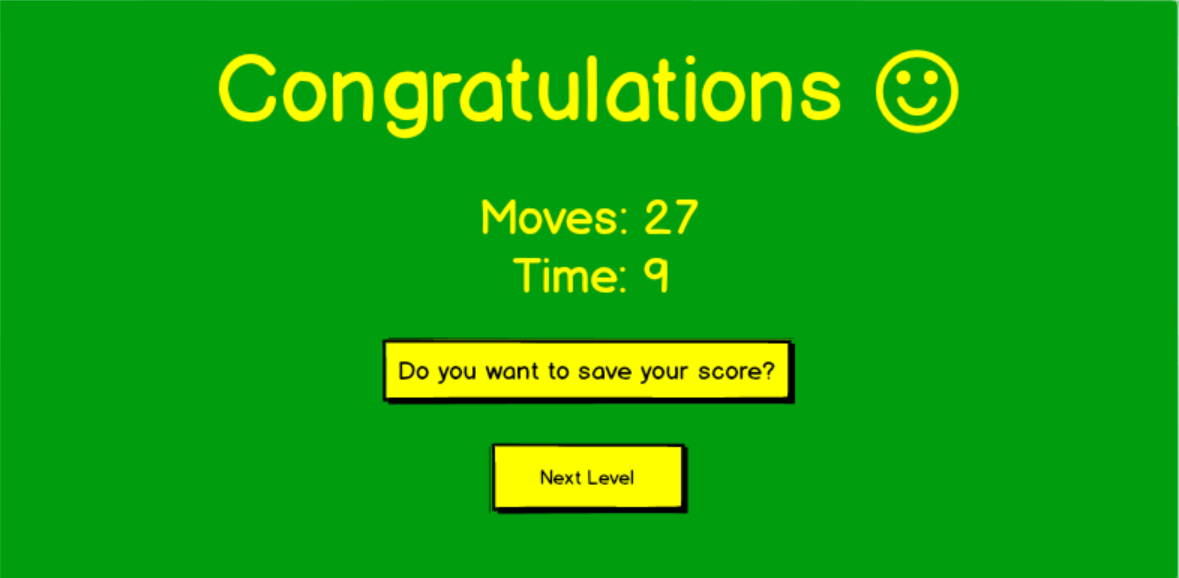 Congratulations ☺
Moves: 27
Time: 9
Do you want to save your score?
Next Level